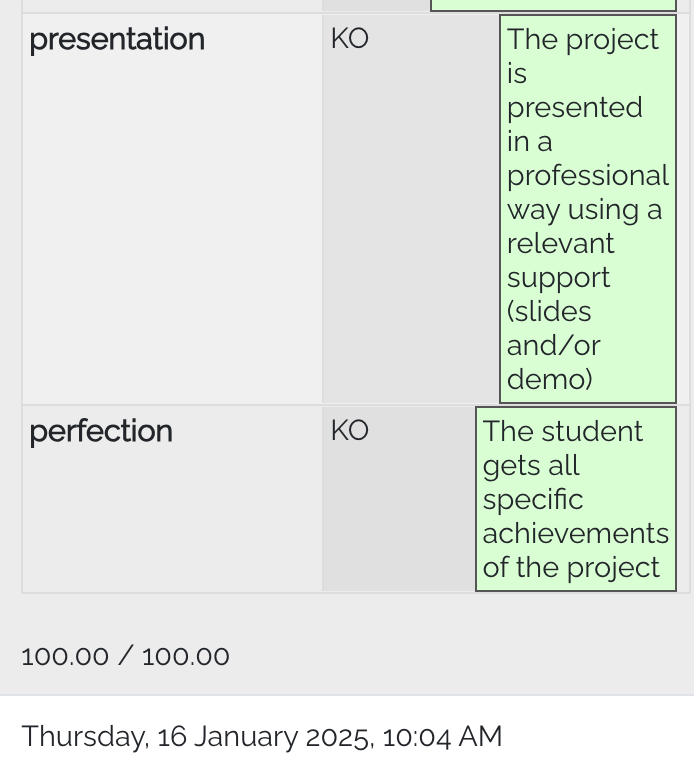 presentation
KO
The project
is
presented
in a
professional
way using a
relevant
support
(slides
and/or
demo)
perfection
KO
The student
gets all
specific
achievements
of the project
100.00 / 100.00
Thursday, 16 January 2025, 10:04 AM